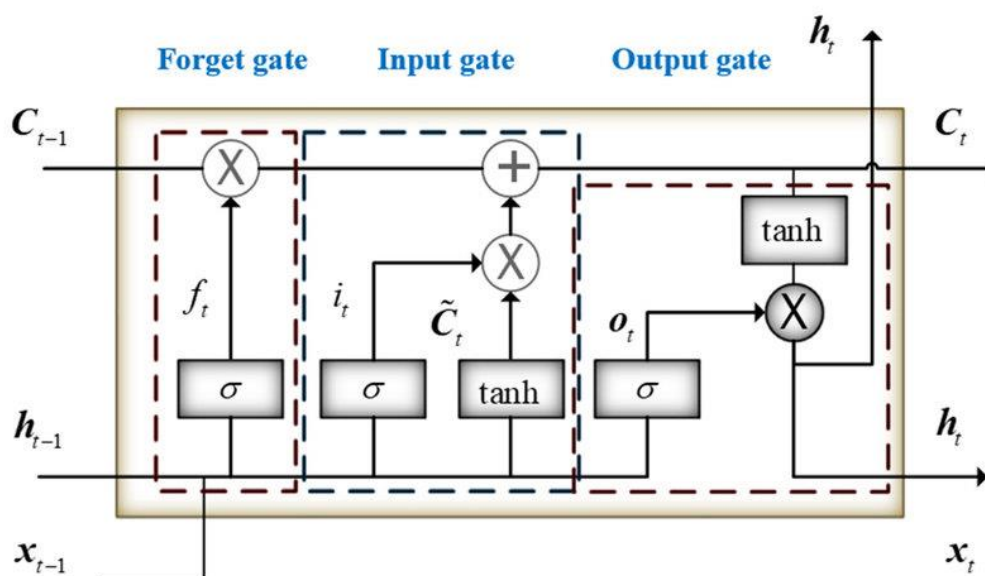 h_t
Forget gate Input gate Output gate
C_{t-1} C_t
X + tanh
X
f_t i_t C̃_t o_t X
σ σ tanh σ
h_{t-1} h_t
x_{t-1} x_t